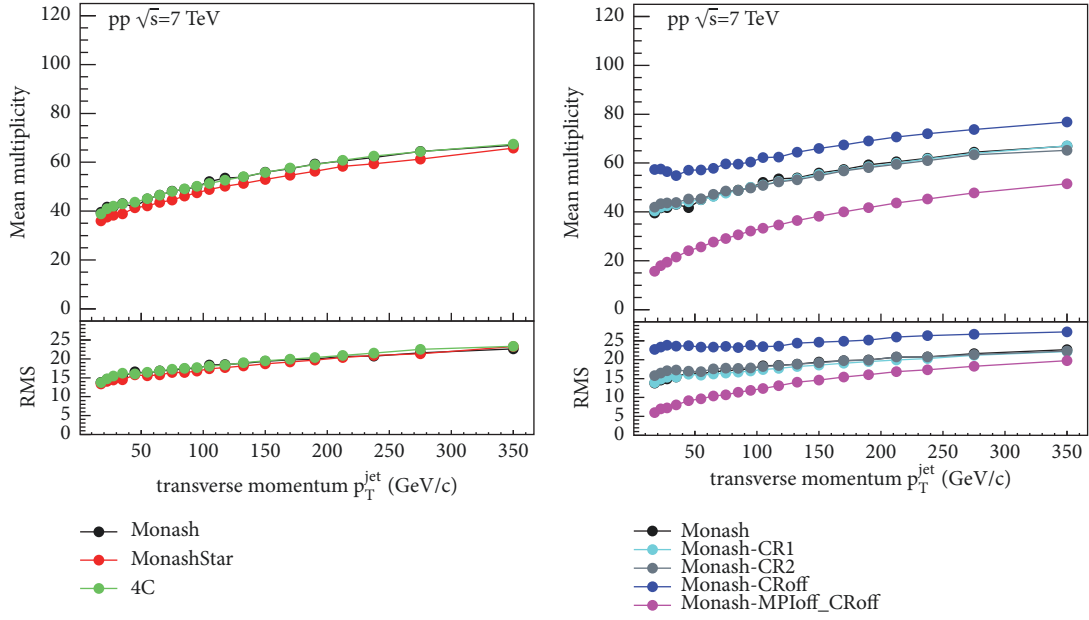 pp √s=7 TeV
Mean multiplicity
120
100
80
60
40
20
0
RMS
25
20
15
10
5
0
50 100 150 200 250 300 350
transverse momentum p_T^jet (GeV/c)
Monash
MonashStar
4C
pp √s=7 TeV
Mean multiplicity
120
100
80
60
40
20
0
RMS
25
20
15
10
5
0
50 100 150 200 250 300 350
transverse momentum p_T^jet (GeV/c)
Monash
Monash-CR1
Monash-CR2
Monash-CRoff
Monash-MPIoff_CRoff